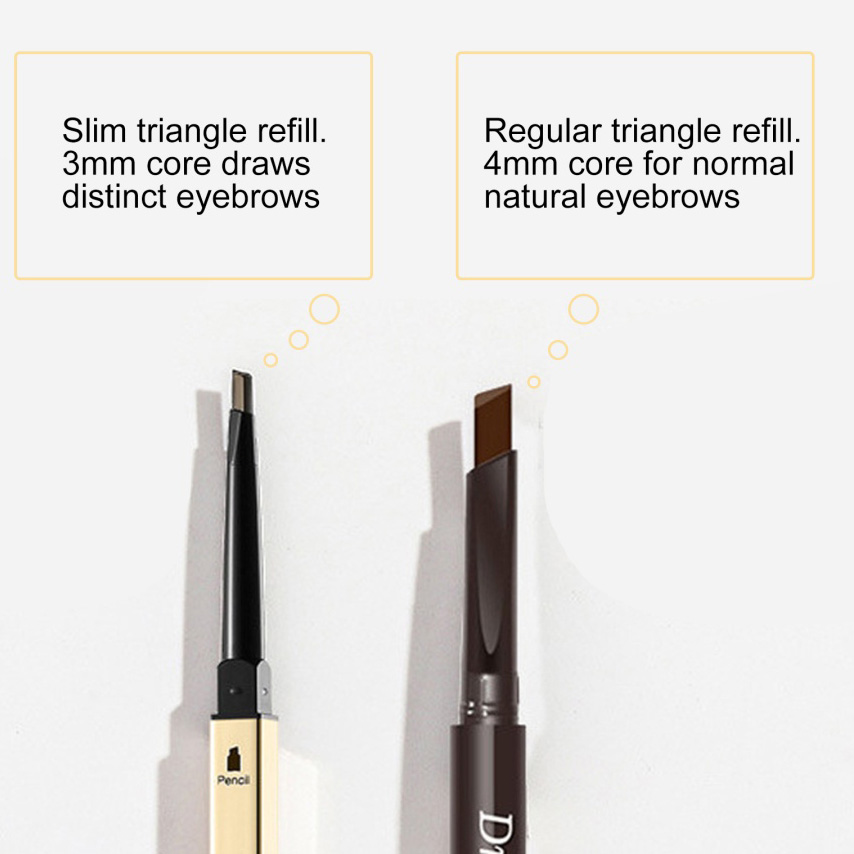 Slim triangle refill.
3mm core draws
distinct eyebrows
Regular triangle refill.
4mm core for normal
natural eyebrows
Pencil